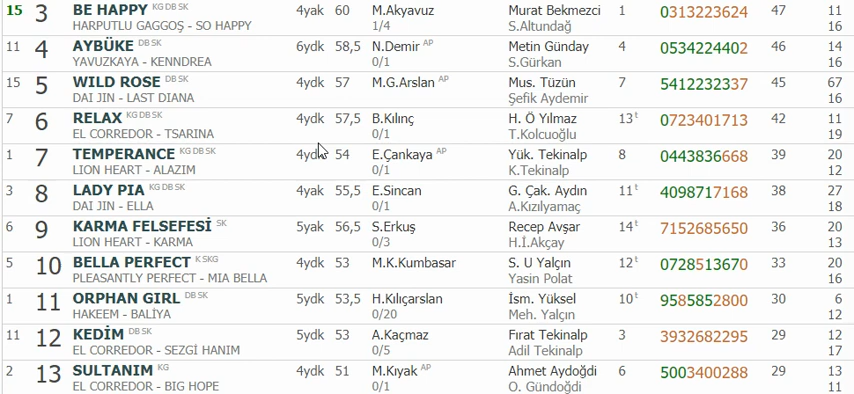 15 3 BE HAPPY KG DB SK 4yak 60 M.Akyavuz Murat Bekmezci 1 0313223624 47 11
HARPUTLU GAGGOŞ - SO HAPPY 1/4 S.Altundağ 16
11 4 AYBÜKE DB SK 6ydk 58,5 N.Demir AP Metin Günday 4 0534224402 46 14
YAVUZKAYA - KENNDREA 0/1 S.Gürkan 16
15 5 WILD ROSE DB SK 4ydk 57 M.G.Arslan AP Mus. Tüzün 7 5412232337 45 67
DAI JIN - LAST DIANA Şefik Aydemir 16
7 6 RELAX KG DB SK 4ydk 57,5 B.Kılınç H. Ö Yılmaz 13 t 0723401713 42 11
EL CORREDOR - TSARINA 0/1 T.Kolcuoğlu 19
1 7 TEMPERANCE KG DB SK 4ydk 54 E.Çankaya AP Yük. Tekinalp 8 0443836668 39 20
LION HEART - ALAZIM 0/1 K.Tekinalp 12
3 8 LADY PIA KG DB SK 4ydk 55,5 E.Sincan G. Çak. Aydın 11 t 4098717168 38 27
DAI JIN - ELLA 0/1 A.Kızılyamaç 18
6 9 KARMA FELSEFESİ SK 5yak 56,5 S.Erkuş Recep Avşar 14 t 7152685650 36 20
LION HEART - KARMA 0/3 H.İ.Akçay 13
5 10 BELLA PERFECT K SKG 4ydk 53 M.K.Kumbasar S. U Yalçın 12 t 0728513670 33 20
PLEASANTLY PERFECT - MIA BELLA Yasin Polat 16
1 11 ORPHAN GIRL DB SK 5ydk 53,5 H.Kılıçarslan İsm. Yüksel 10 t 9585852800 30 6
HAKEEM - BALİYA 0/20 Meh. Yalçın 12
11 12 KEDİM DB SK 5ydk 53 A.Kaçmaz Fırat Tekinalp 3 3932682295 29 12
EL CORREDOR - SEZGİ HANIM 0/5 Adil Tekinalp 17
2 13 SULTANIM KG 4ydk 51 M.Kıyak AP Ahmet Aydoğdi 6 5003400288 29 13
EL CORREDOR - BIG HOPE 0/1 O. Gündoğdi 11